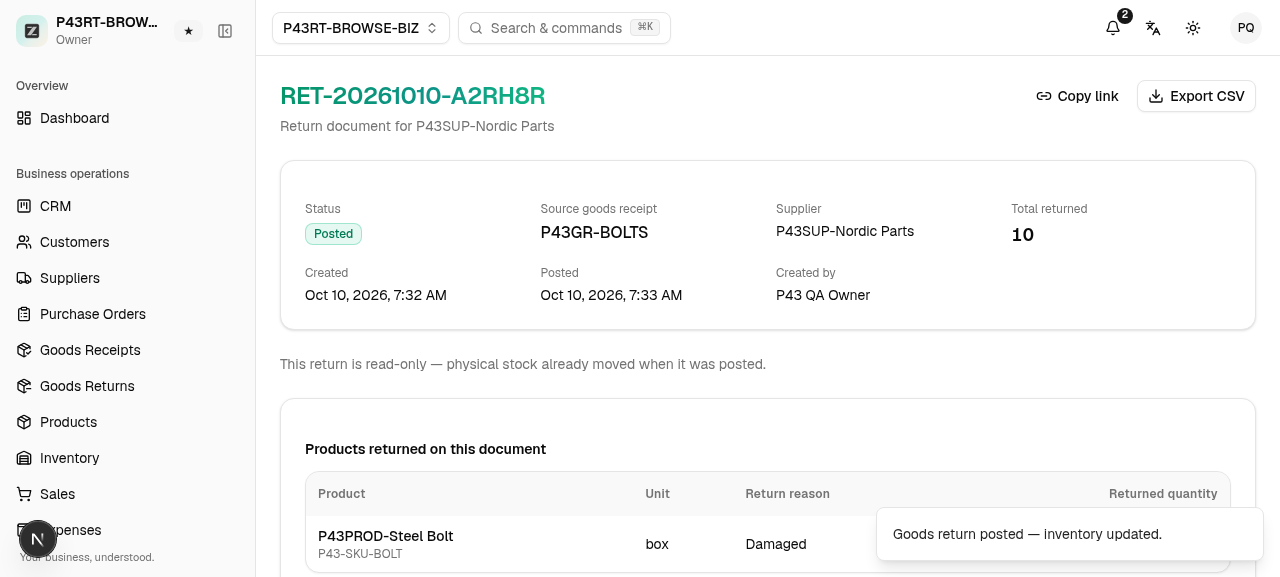 P43RT-BROW...
Owner
Overview
Dashboard
Business operations
CRM
Customers
Suppliers
Purchase Orders
Goods Receipts
Goods Returns
Products
Inventory
Sales
N
Your business, understood.
P43RT-BROWSE-BIZ
Search & commands
⌘K
2
PQ
RET-20261010-A2RH8R
Return document for P43SUP-Nordic Parts
Copy link
Export CSV
Status
Posted
Source goods receipt
P43GR-BOLTS
Supplier
P43SUP-Nordic Parts
Total returned
10
Created
Oct 10, 2026, 7:32 AM
Posted
Oct 10, 2026, 7:33 AM
Created by
P43 QA Owner
This return is read-only — physical stock already moved when it was posted.
Products returned on this document
Product Unit Return reason Returned quantity
P43PROD-Steel Bolt
P43-SKU-BOLT
box
Damaged
Goods return posted — inventory updated.